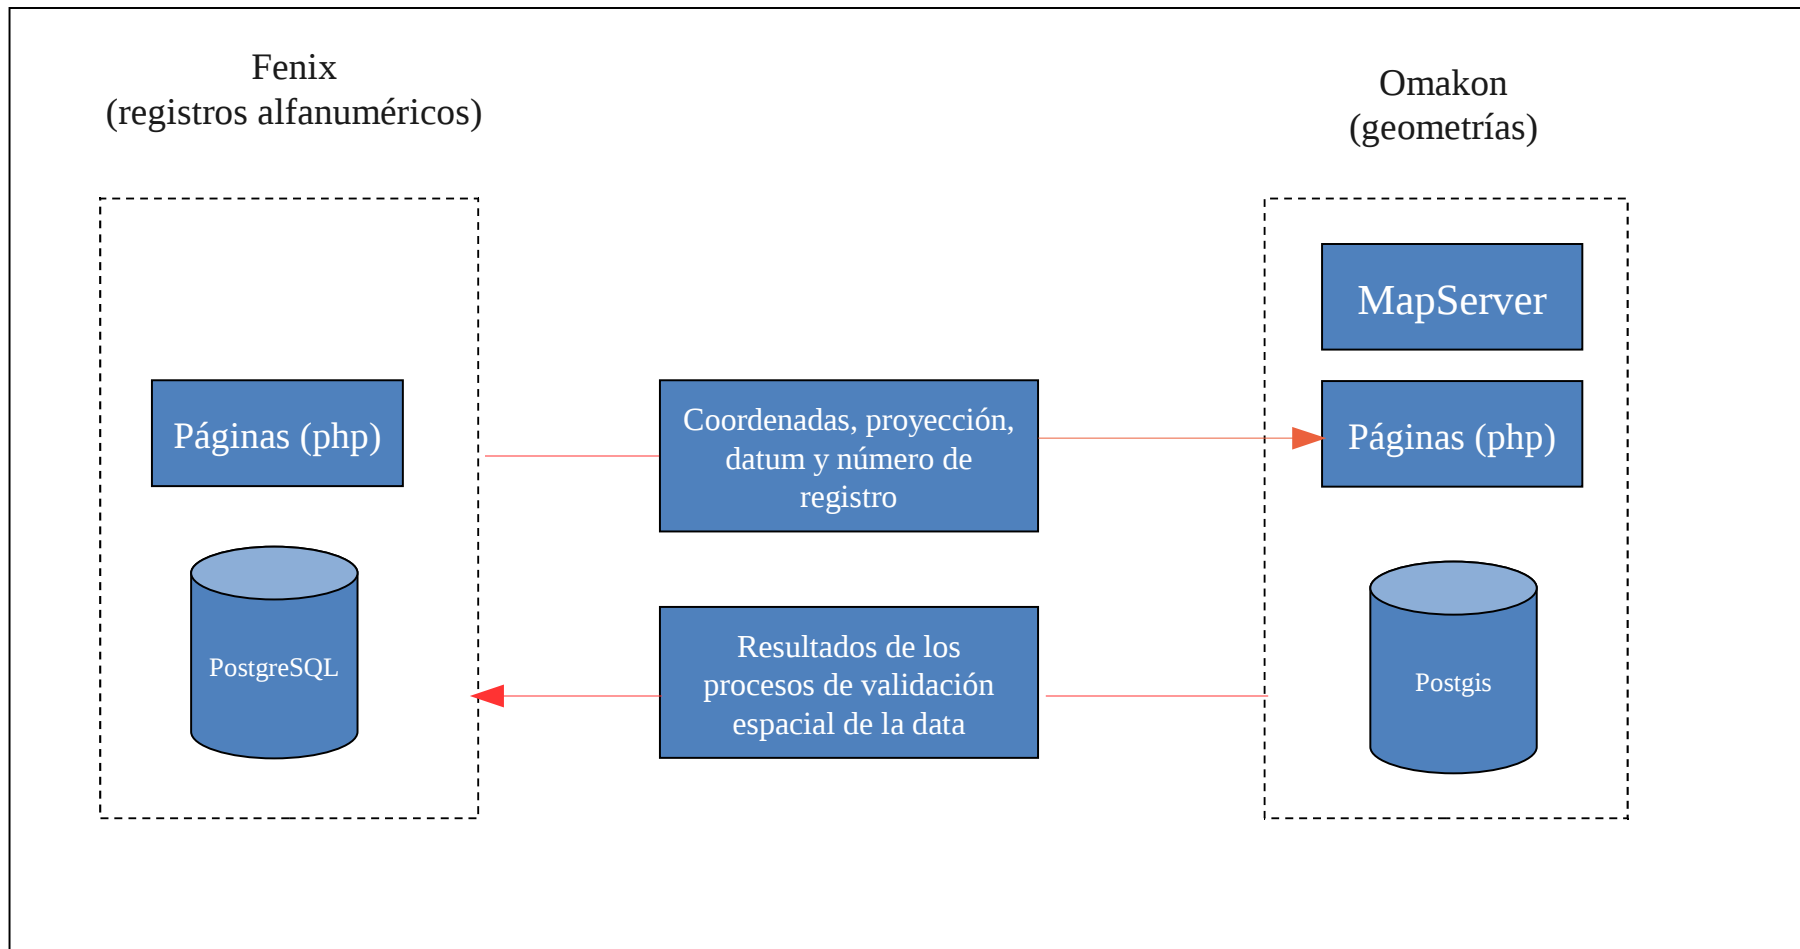 Fenix
(registros alfanuméricos)
Omakon
(geometrías)
MapServer
Páginas (php)
Coordenadas, proyección,
datum y número de
registro
Páginas (php)
PostgreSQL
Resultados de los
procesos de validación
espacial de la data
Postgis